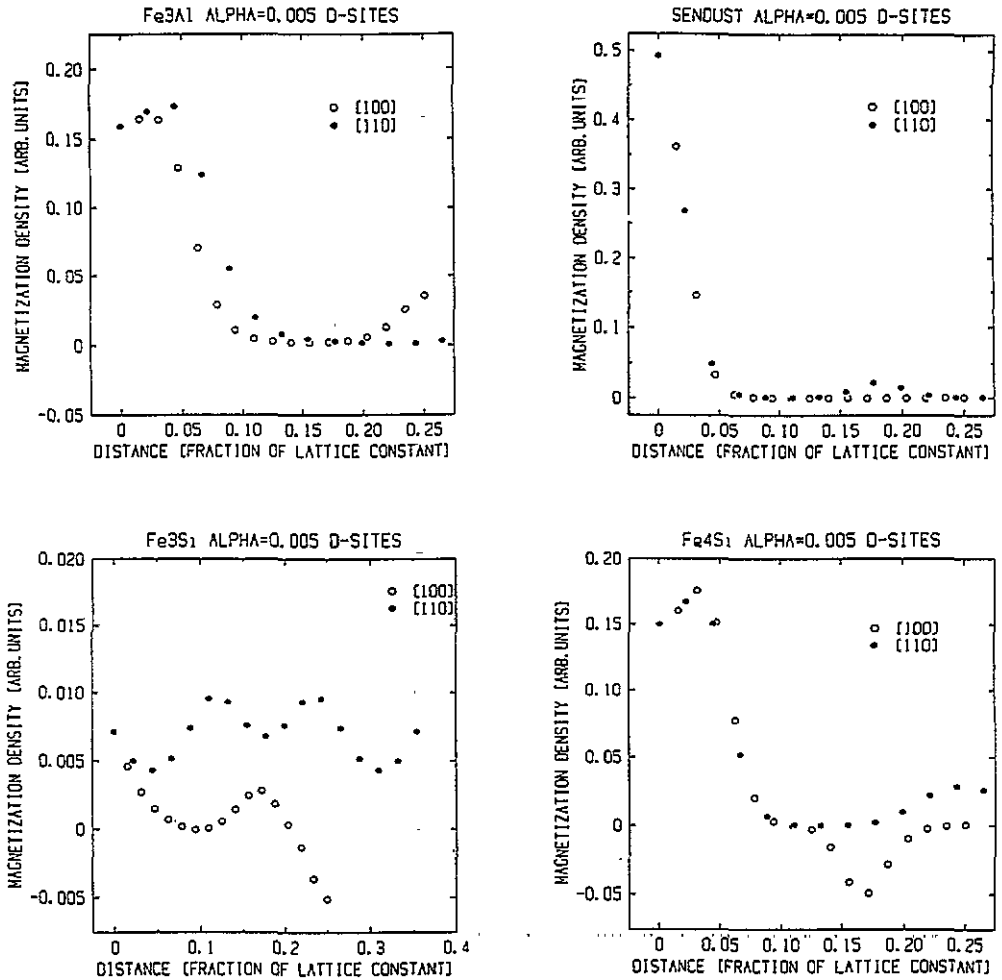 Fe3Al ALPHA=0.005 D-SITES
0.20
0.15
0.10
0.05
0
-0.05
MAGNETIZATION DENSITY [ARB.UNITS]
[100]
[110]
0 0.05 0.10 0.15 0.20 0.25
DISTANCE [FRACTION OF LATTICE CONSTANT]
SENDUST ALPHA=0.005 D-SITES
0.5
0.4
0.3
0.2
0.1
0
MAGNETIZATION DENSITY [ARB.UNITS]
[100]
[110]
0 0.05 0.10 0.15 0.20 0.25
DISTANCE [FRACTION OF LATTICE CONSTANT]
Fe3Si ALPHA=0.005 D-SITES
0.020
0.015
0.010
0.005
0
-0.005
MAGNETIZATION DENSITY [ARB.UNITS]
[100]
[110]
0 0.1 0.2 0.3 0.4
DISTANCE [FRACTION OF LATTICE CONSTANT]
Fe4Si ALPHA=0.005 D-SITES
0.20
0.15
0.10
0.05
0
-0.05
MAGNETIZATION DENSITY [ARB.UNITS]
[100]
[110]
0 0.05 0.10 0.15 0.20 0.25
DISTANCE [FRACTION OF LATTICE CONSTANT]